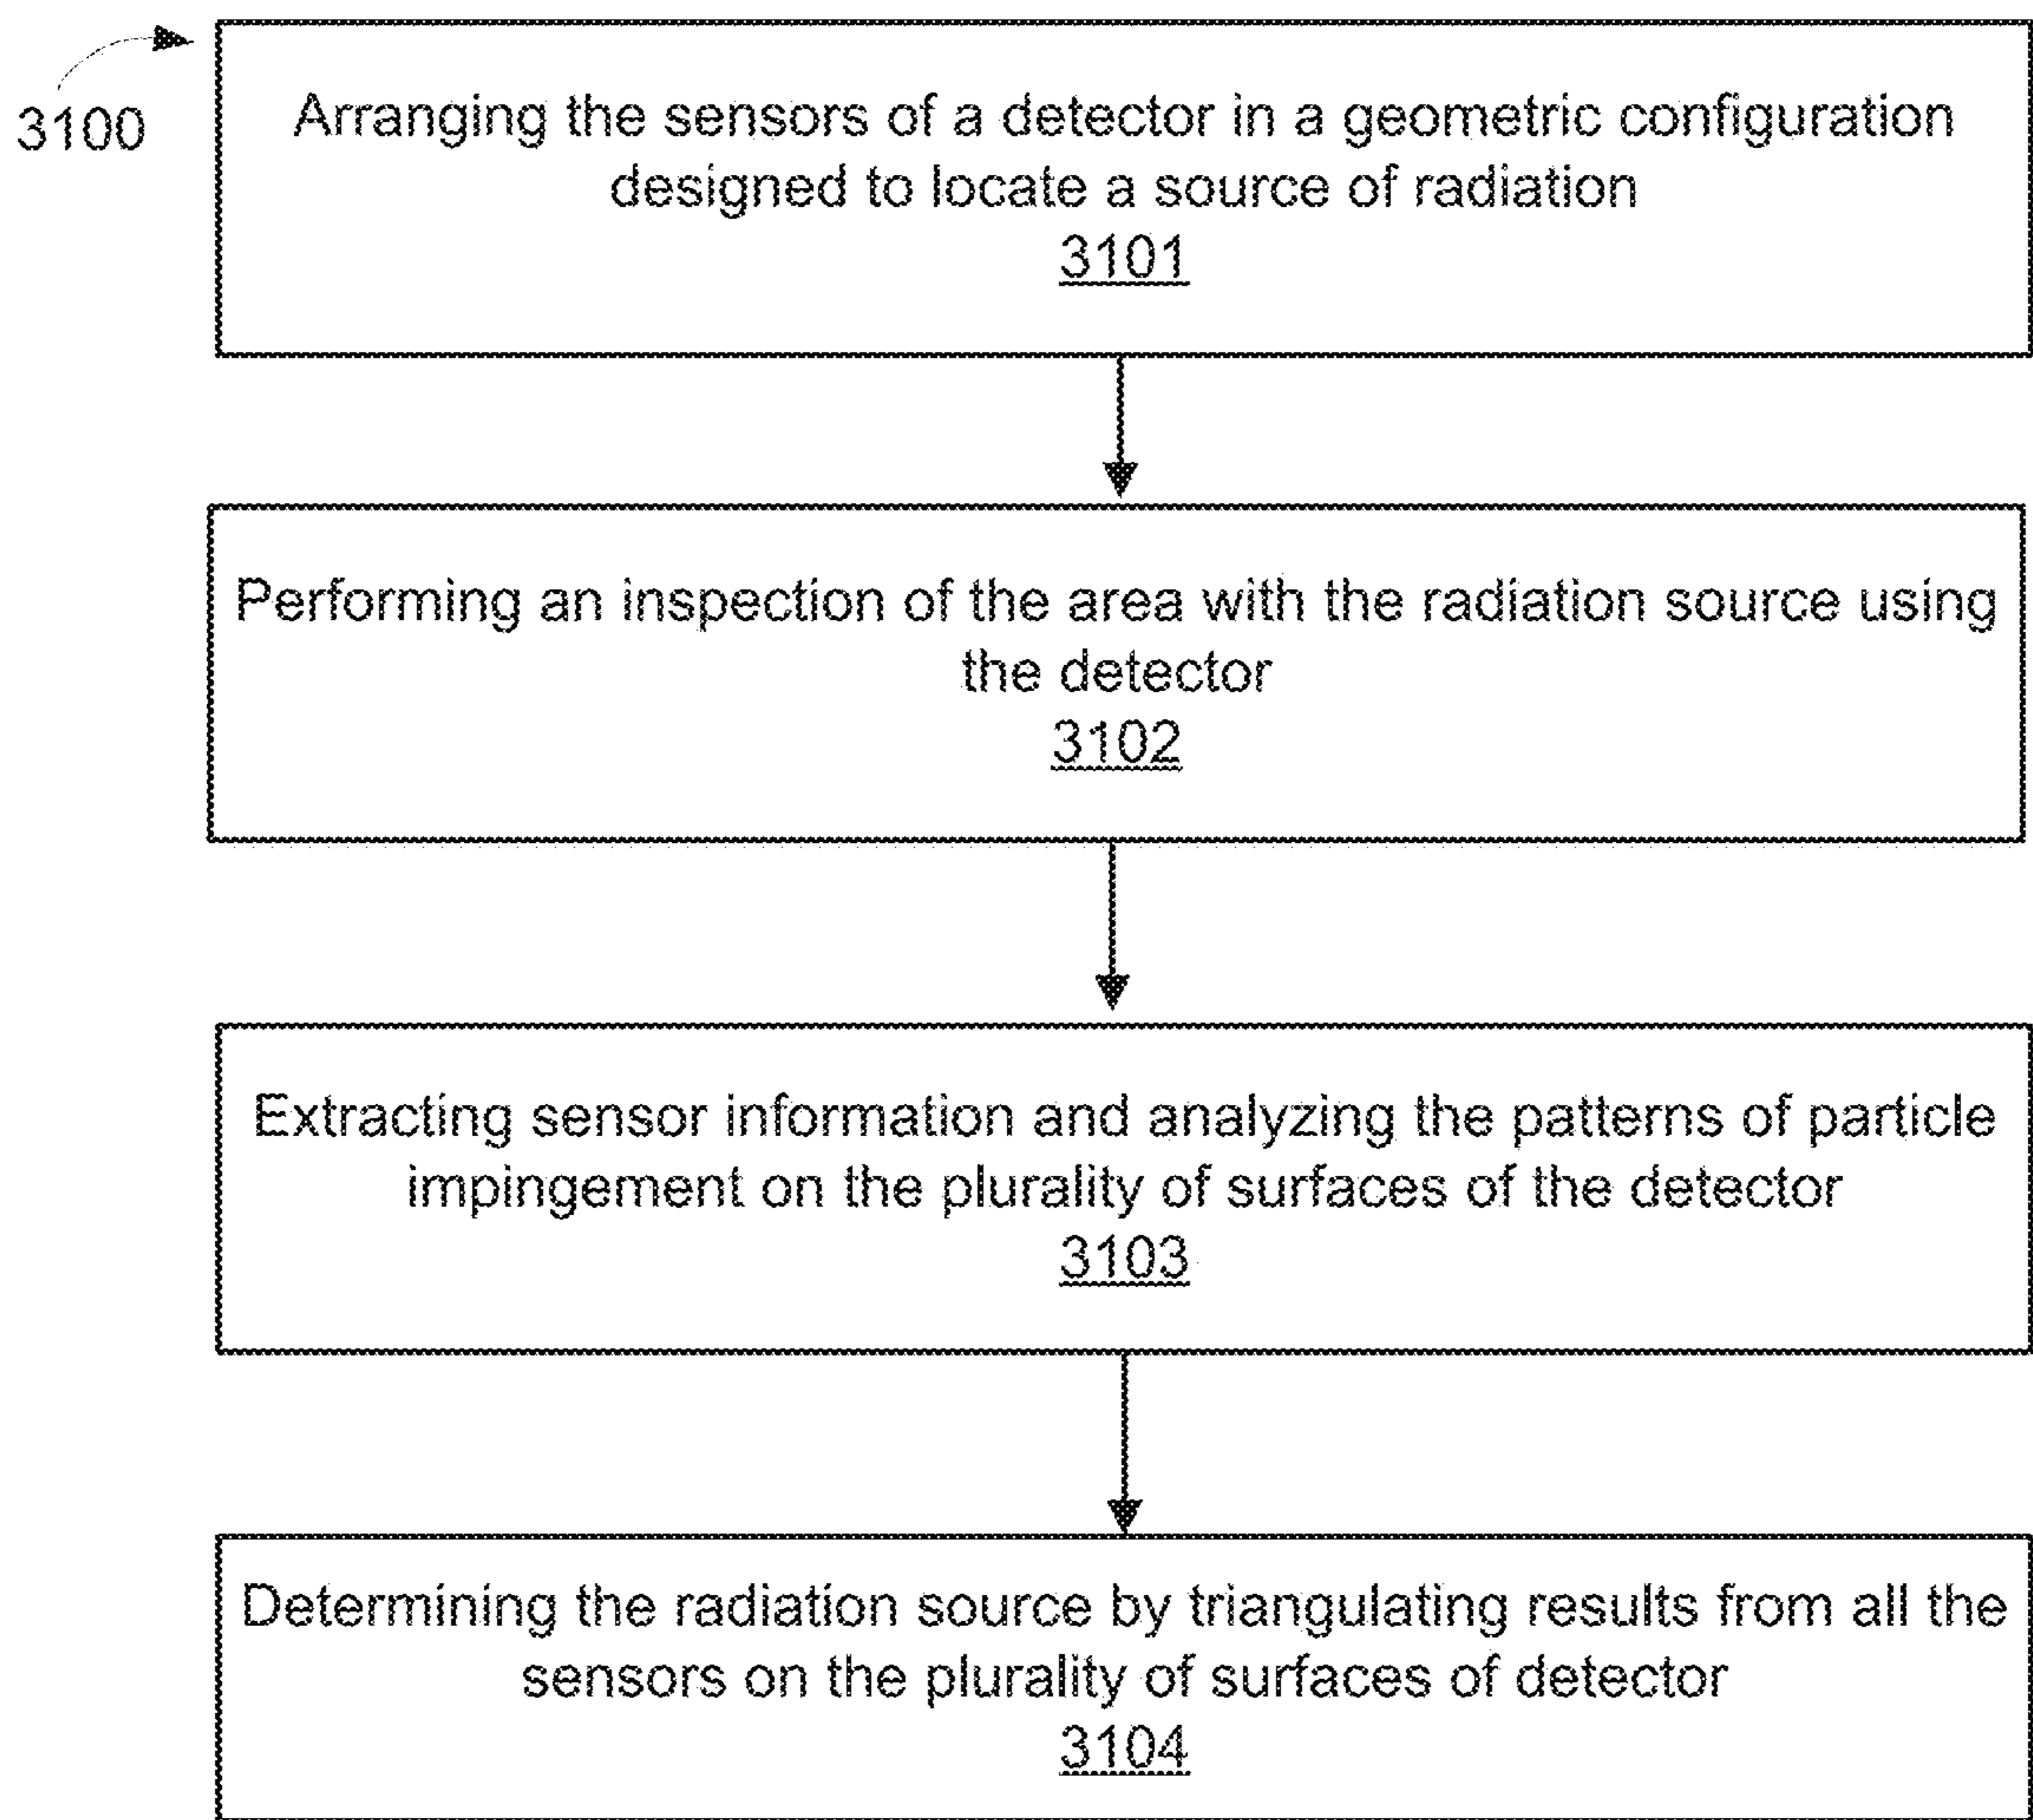 3100
Arranging the sensors of a detector in a geometric configuration
designed to locate a source of radiation
3101
Performing an inspection of the area with the radiation source using
the detector
3102
Extracting sensor information and analyzing the patterns of particle
impingement on the plurality of surfaces of the detector
3103
Determining the radiation source by triangulating results from all the
sensors on the plurality of surfaces of detector
3104